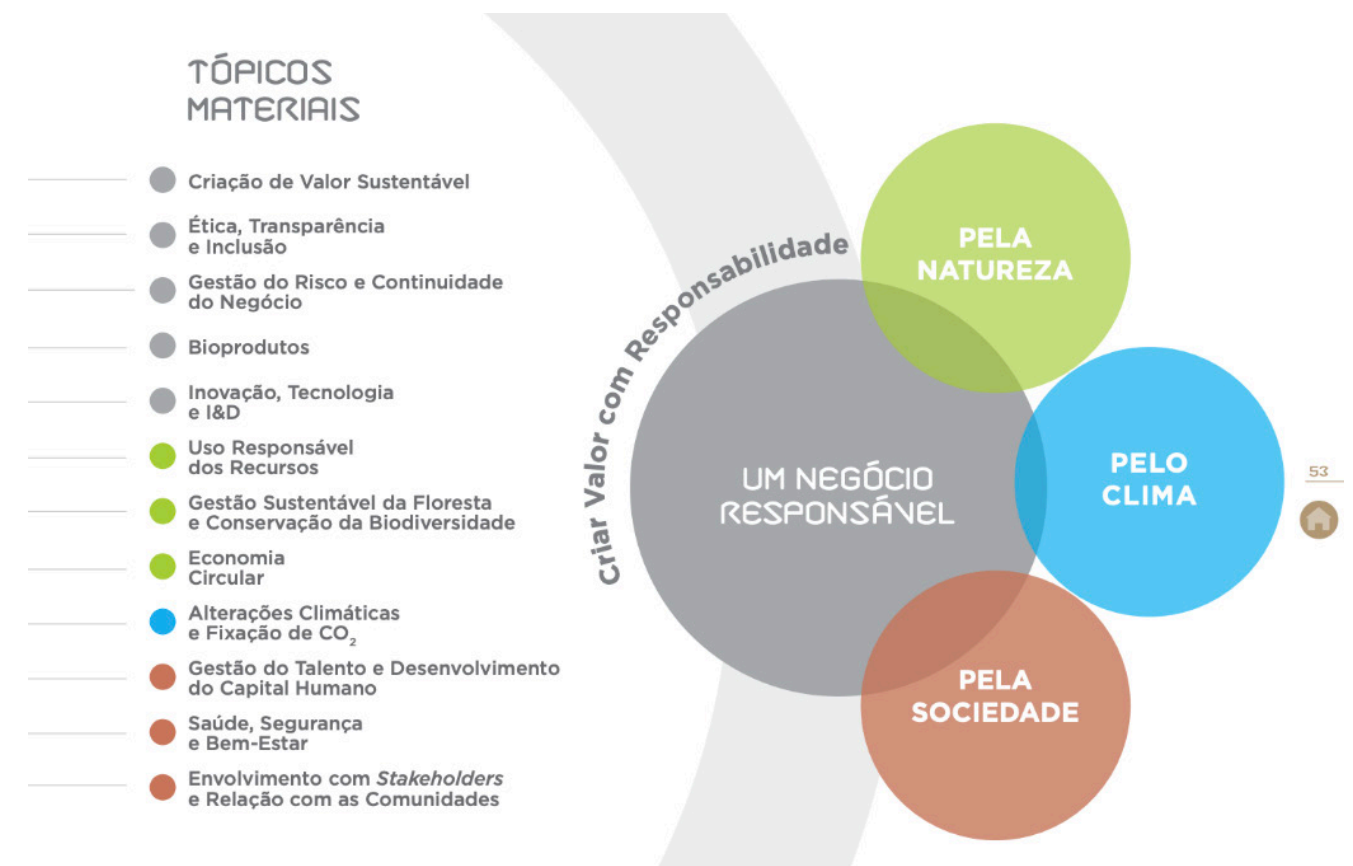 TÓPICOS
MATERIAIS
Criação de Valor Sustentável
Ética, Transparência
e Inclusão
Gestão do Risco e Continuidade
do Negócio
Bioprodutos
Inovação, Tecnologia
e I&D
Uso Responsável
dos Recursos
Gestão Sustentável da Floresta
e Conservação da Biodiversidade
Economia
Circular
Alterações Climáticas
e Fixação de CO₂
Gestão do Talento e Desenvolvimento
do Capital Humano
Saúde, Segurança
e Bem-Estar
Envolvimento com Stakeholders
e Relação com as Comunidades
Criar Valor com Responsabilidade
UM NEGÓCIO
RESPONSÁVEL
PELA
NATUREZA
PELO
CLIMA
PELA
SOCIEDADE
53